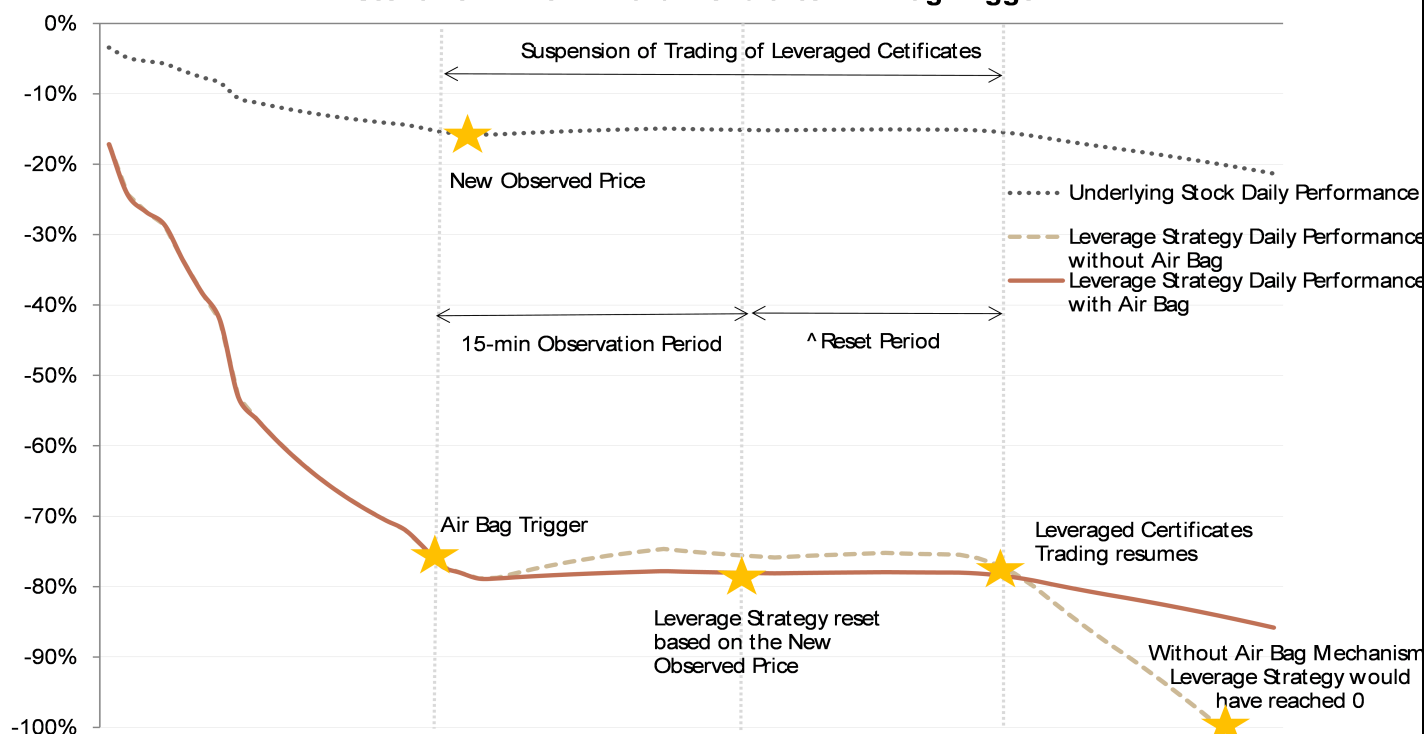 0%
Suspension of Trading of Leveraged Cetificates
-10%
-20%
New Observed Price
Underlying Stock Daily Performance
-30%
Leverage Strategy Daily Performance
without Air Bag
Leverage Strategy Daily Performance
with Air Bag
-40%
15-min Observation Period
^ Reset Period
-50%
-60%
-70%
Air Bag Trigger
Leveraged Certificates
Trading resumes
-80%
Leverage Strategy reset
based on the New
Observed Price
-90%
Without Air Bag Mechanism
Leverage Strategy would
have reached 0
-100%